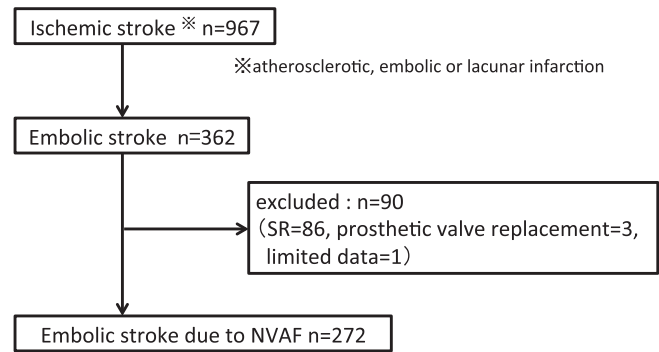 Ischemic stroke ※ n=967
※atherosclerotic, embolic or lacunar infarction
Embolic stroke  n=362
excluded : n=90
（SR=86, prosthetic valve replacement=3,
limited data=1）
Embolic stroke due to NVAF n=272